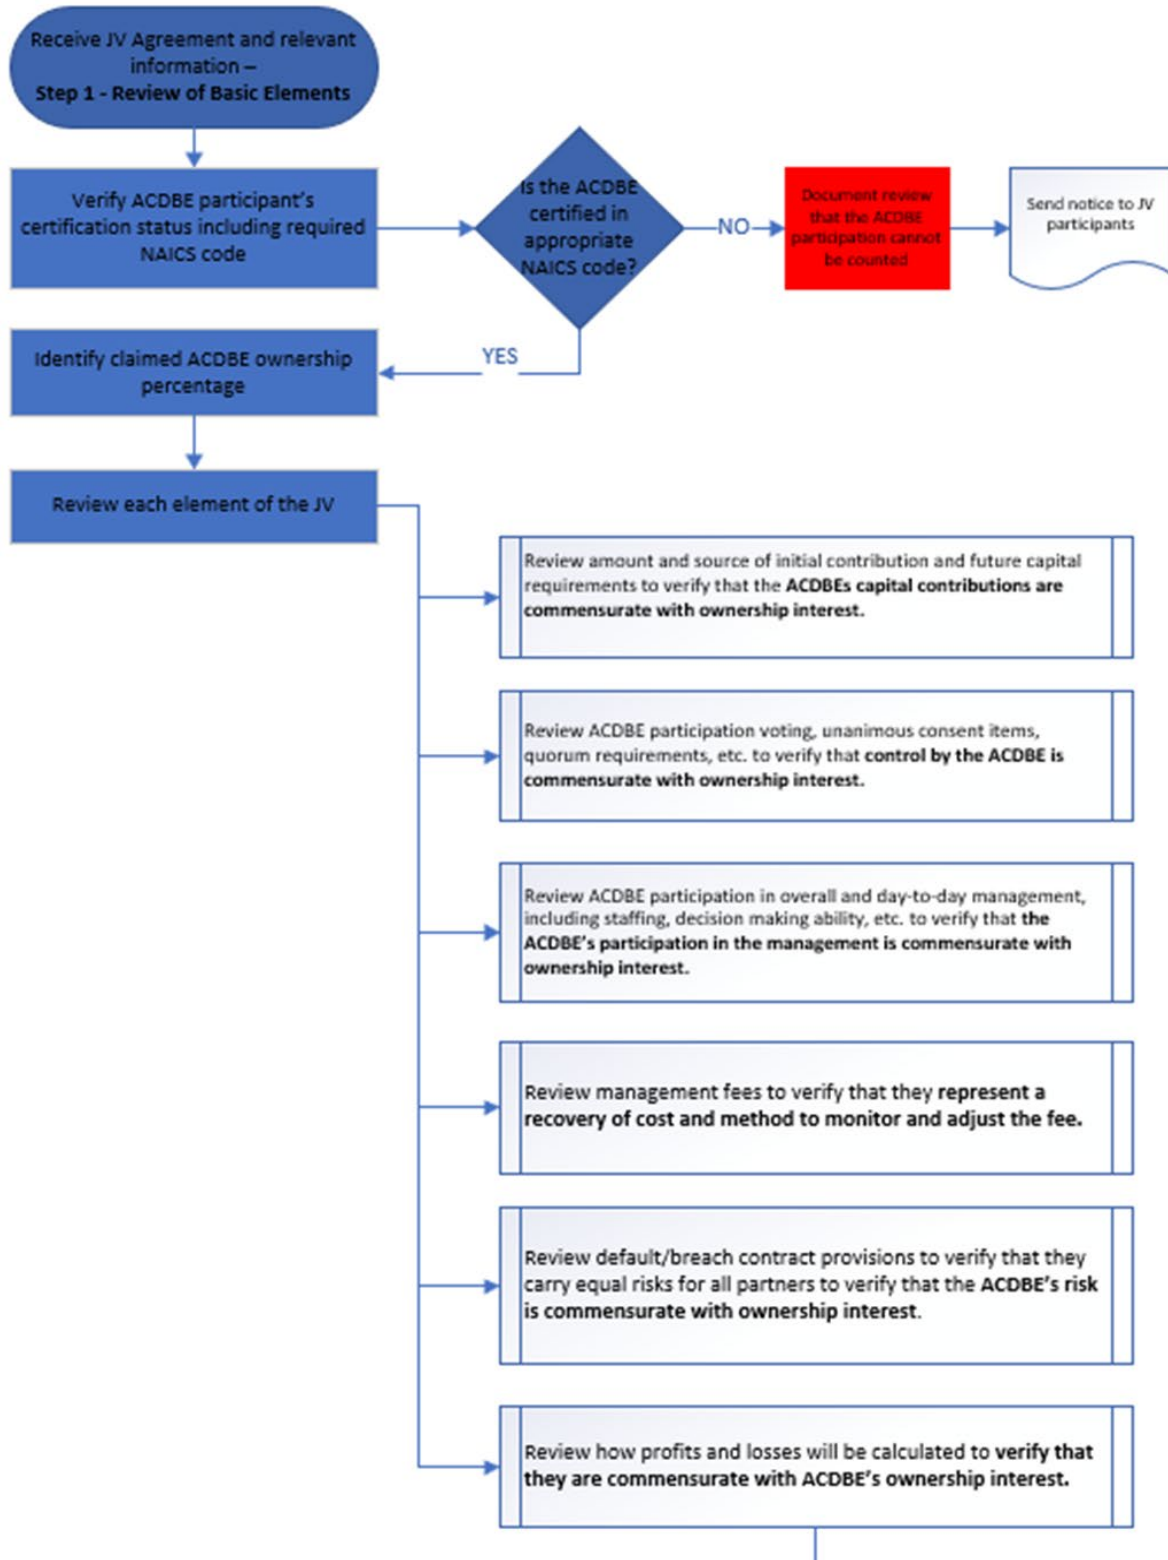 Receive JV Agreement and relevant
information –
Step 1 - Review of Basic Elements
Verify ACDBE participant's
certification status including required
NAICS code
Is the ACDBE
certified in
appropriate
NAICS code?
NO
Document review
that the ACDBE
participation cannot
be counted
Send notice to JV
participants
YES
Identify claimed ACDBE ownership
percentage
Review each element of the JV
Review amount and source of initial contribution and future capital
requirements to verify that the ACDBEs capital contributions are
commensurate with ownership interest.
Review ACDBE participation voting, unanimous consent items,
quorum requirements, etc. to verify that control by the ACDBE is
commensurate with ownership interest.
Review ACDBE participation in overall and day-to-day management,
including staffing, decision making ability, etc. to verify that the
ACDBE's participation in the management is commensurate with
ownership interest.
Review management fees to verify that they represent a
recovery of cost and method to monitor and adjust the fee.
Review default/breach contract provisions to verify that they
carry equal risks for all partners to verify that the ACDBE's risk
is commensurate with ownership interest.
Review how profits and losses will be calculated to verify that
they are commensurate with ACDBE's ownership interest.